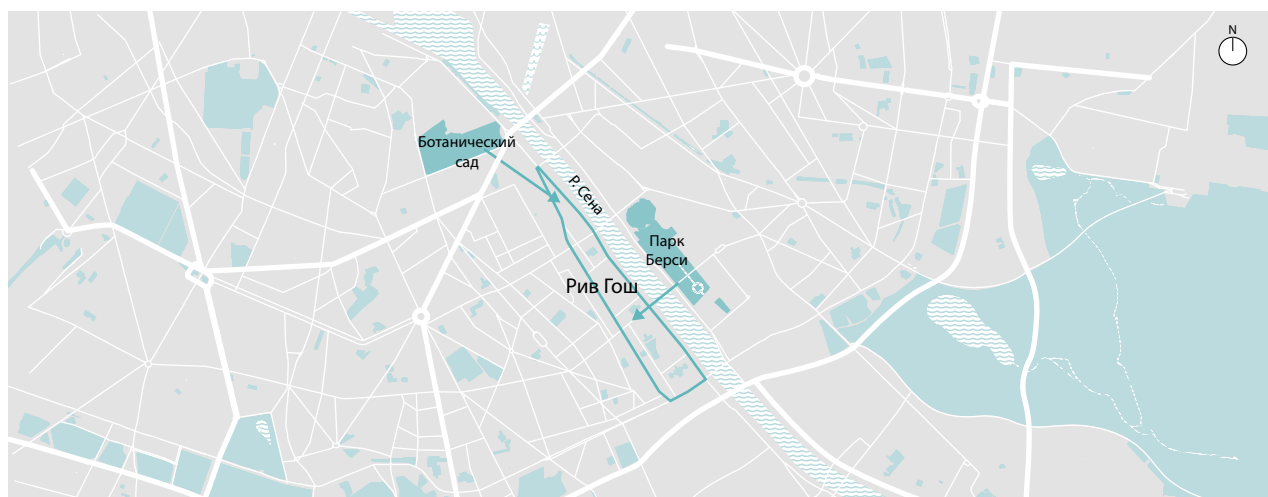 N
Ботанический
сад
Р. Сена
Парк
Берси
Рив Гош